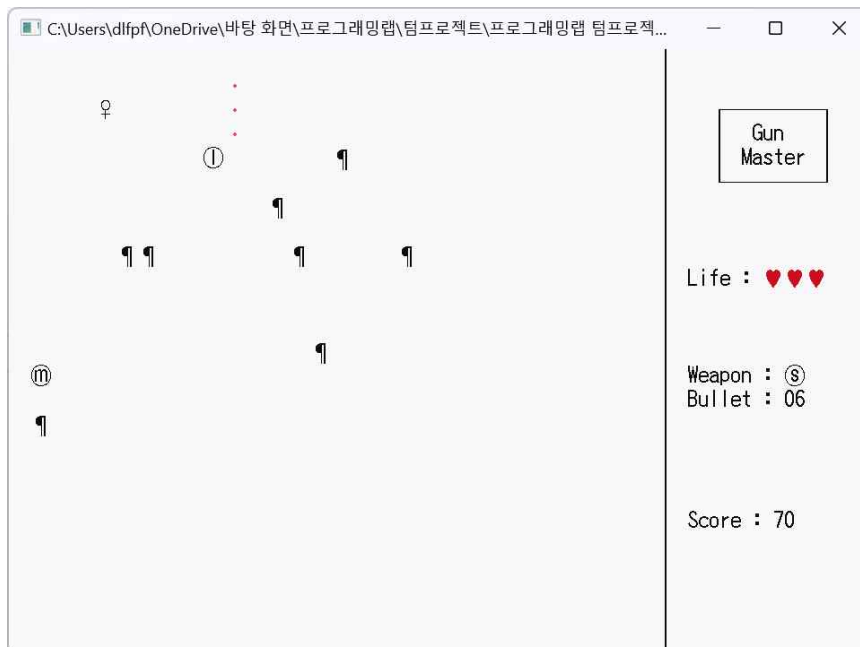 C:\Users\dlfpf\OneDrive\바탕 화면\프로그래밍랩\텀프로젝트\프로그래밍랩 텀프로젝...
♀
ⓛ ¶
¶
¶ ¶ ¶ ¶
¶
ⓜ
¶
Gun
Master
Life : ♥♥♥
Weapon : ⓢ
Bullet : 06
Score : 70